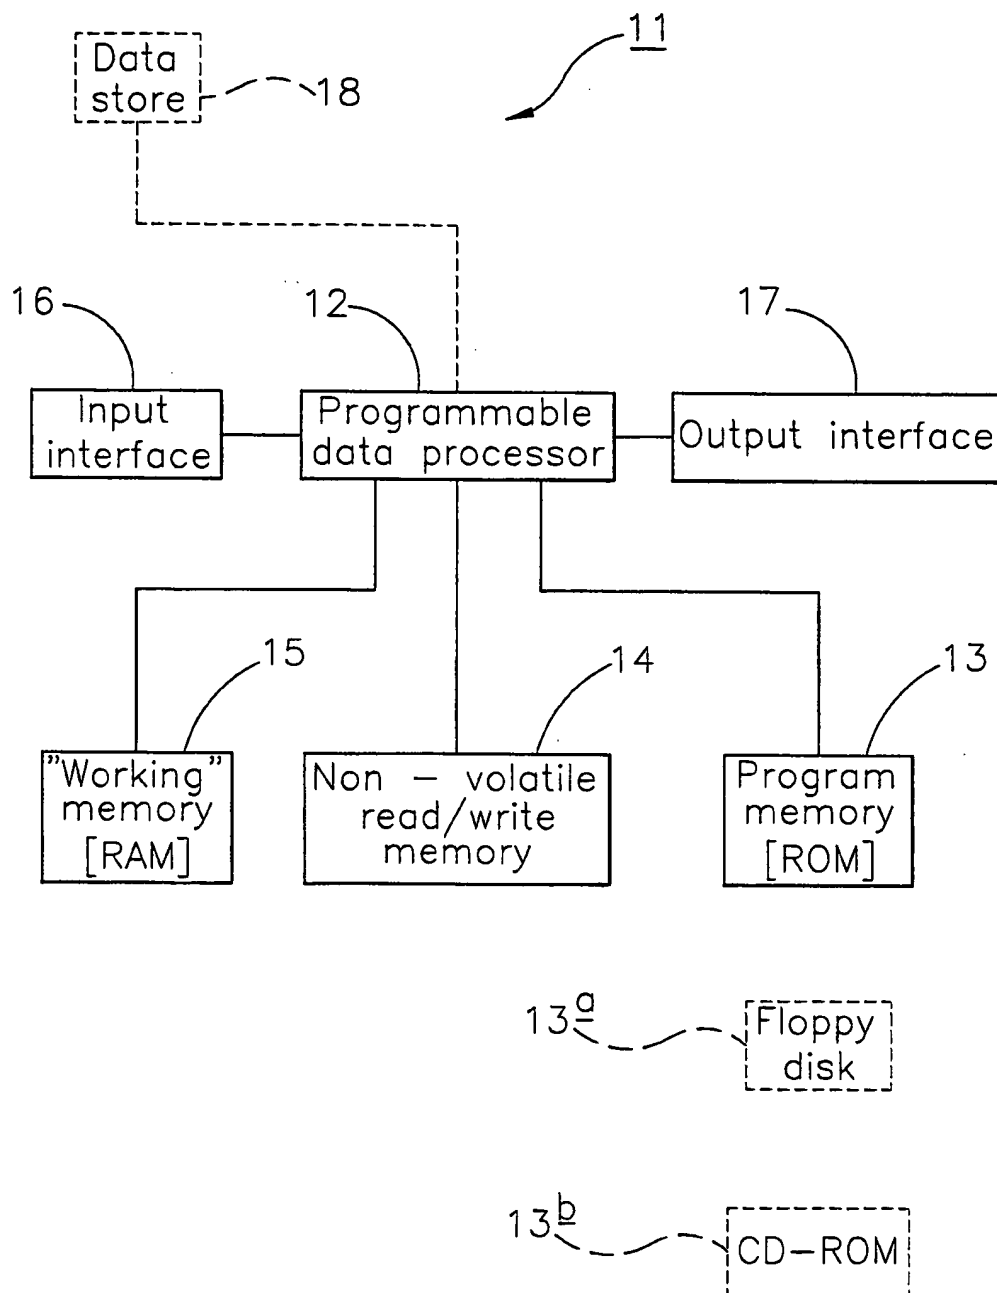 11
Data
store
18
16
12
17
Input
interface
Programmable
data processor
Output interface
15
14
13
"Working"
memory
[RAM]
Non - volatile
read/write
memory
Program
memory
[ROM]
13a
Floppy
disk
13b
CD-ROM